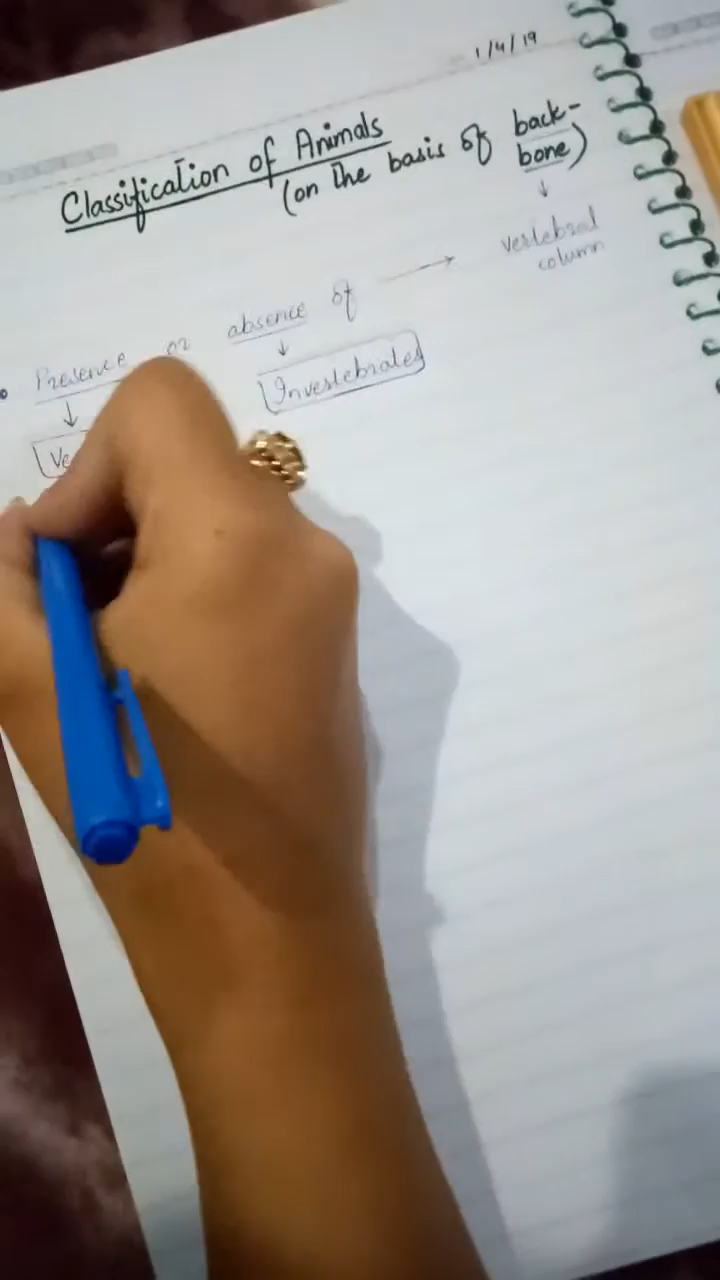 1/4/19
Classification of Animals
(on the basis of back-
bone)
↓
vertebral
column
Presence or absence of →
↓ ↓
Ve Invertebrates